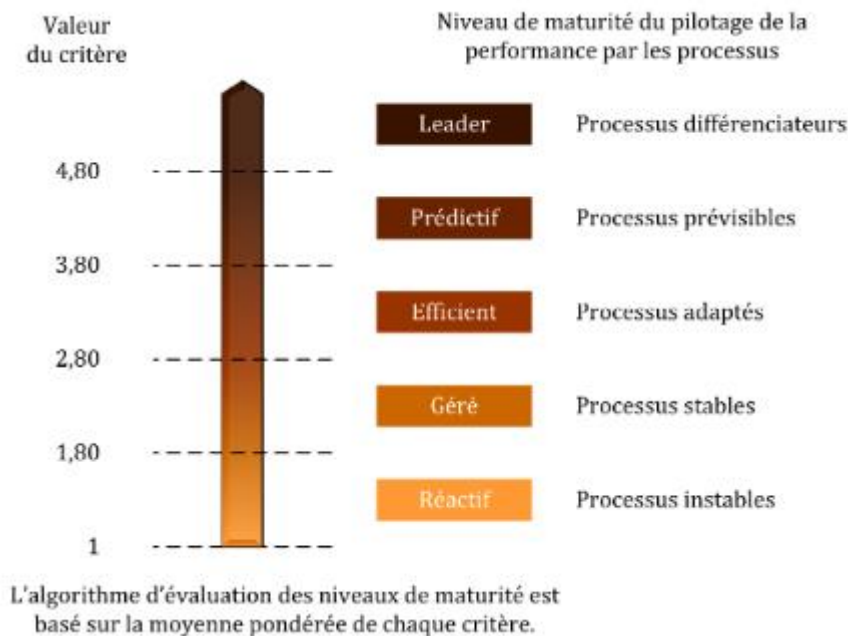 Valeur
du critère
Niveau de maturité du pilotage de la
performance par les processus
Leader
Processus différenciateurs
4,80
Prédictif
Processus prévisibles
3,80
Efficient
Processus adaptés
2,80
Géré
Processus stables
1,80
Réactif
Processus instables
1
L'algorithme d'évaluation des niveaux de maturité est
basé sur la moyenne pondérée de chaque critère.